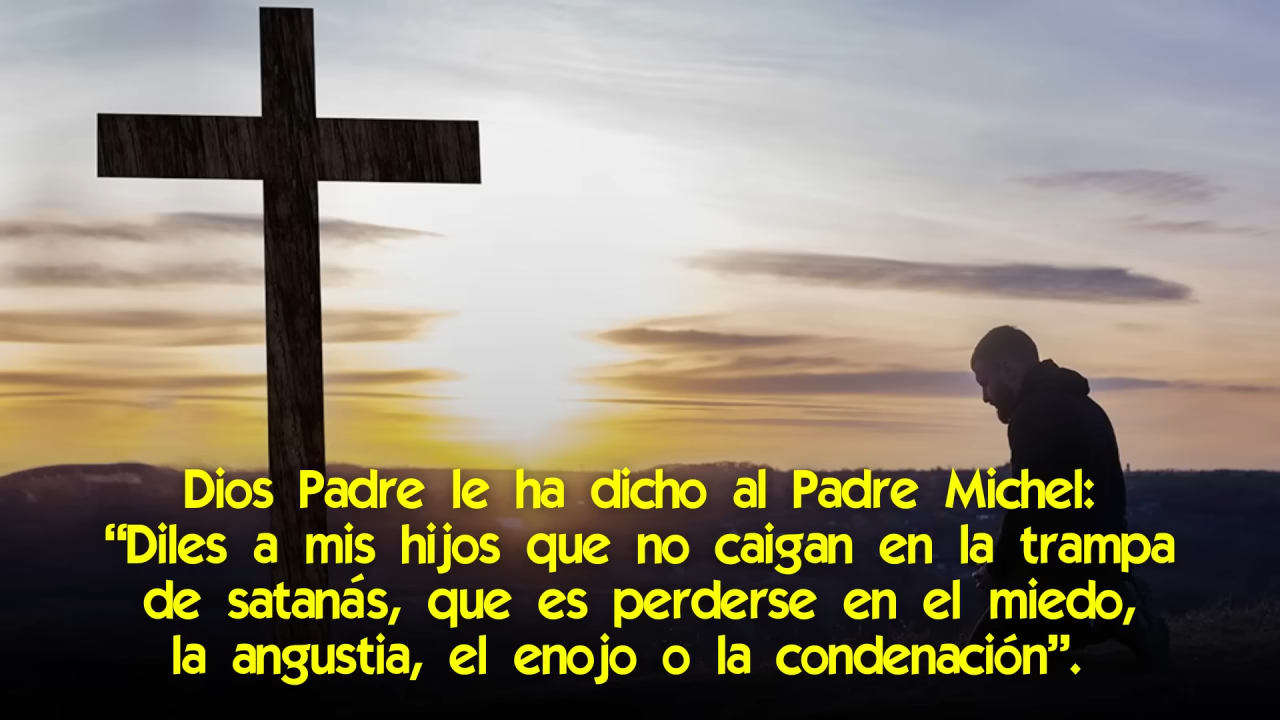 Dios Padre le ha dicho al Padre Michel:
“Diles a mis hijos que no caigan en la trampa
de satanás, que es perderse en el miedo,
la angustia, el enojo o la condenación”.